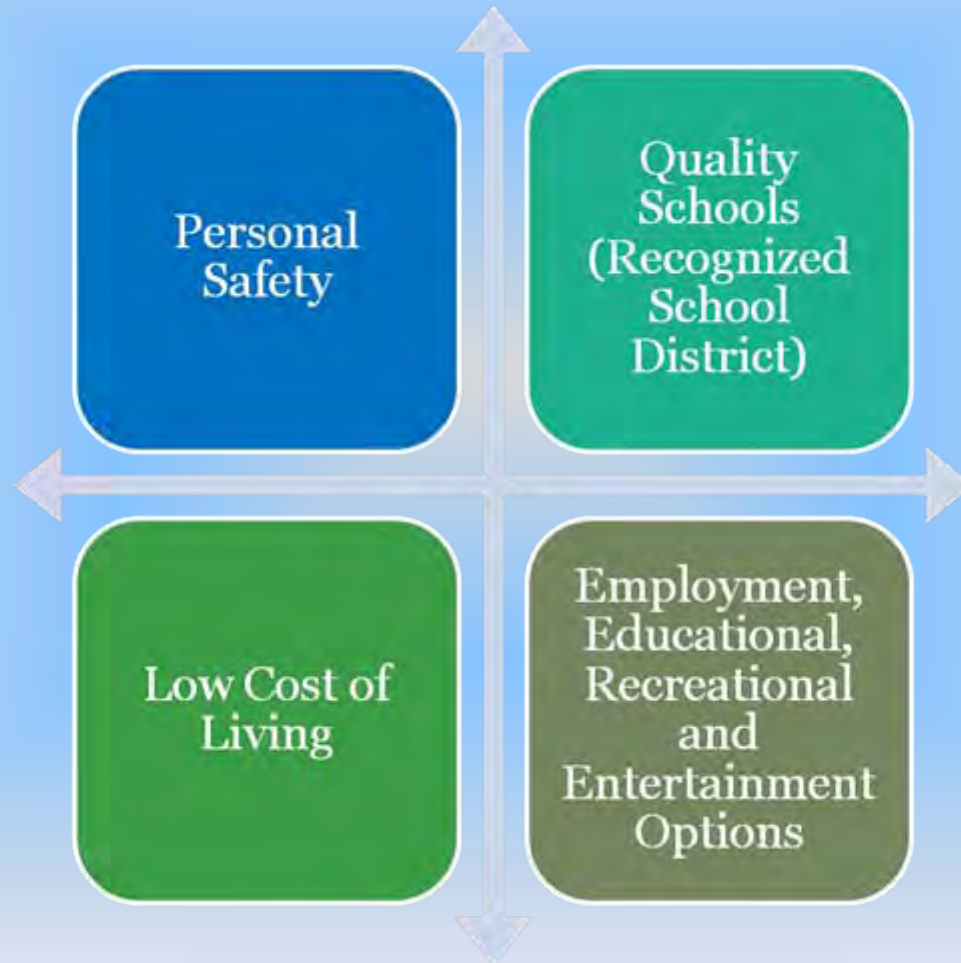 Personal
Safety
Quality
Schools
(Recognized
School
District)
Low Cost of
Living
Employment,
Educational,
Recreational
and
Entertainment
Options